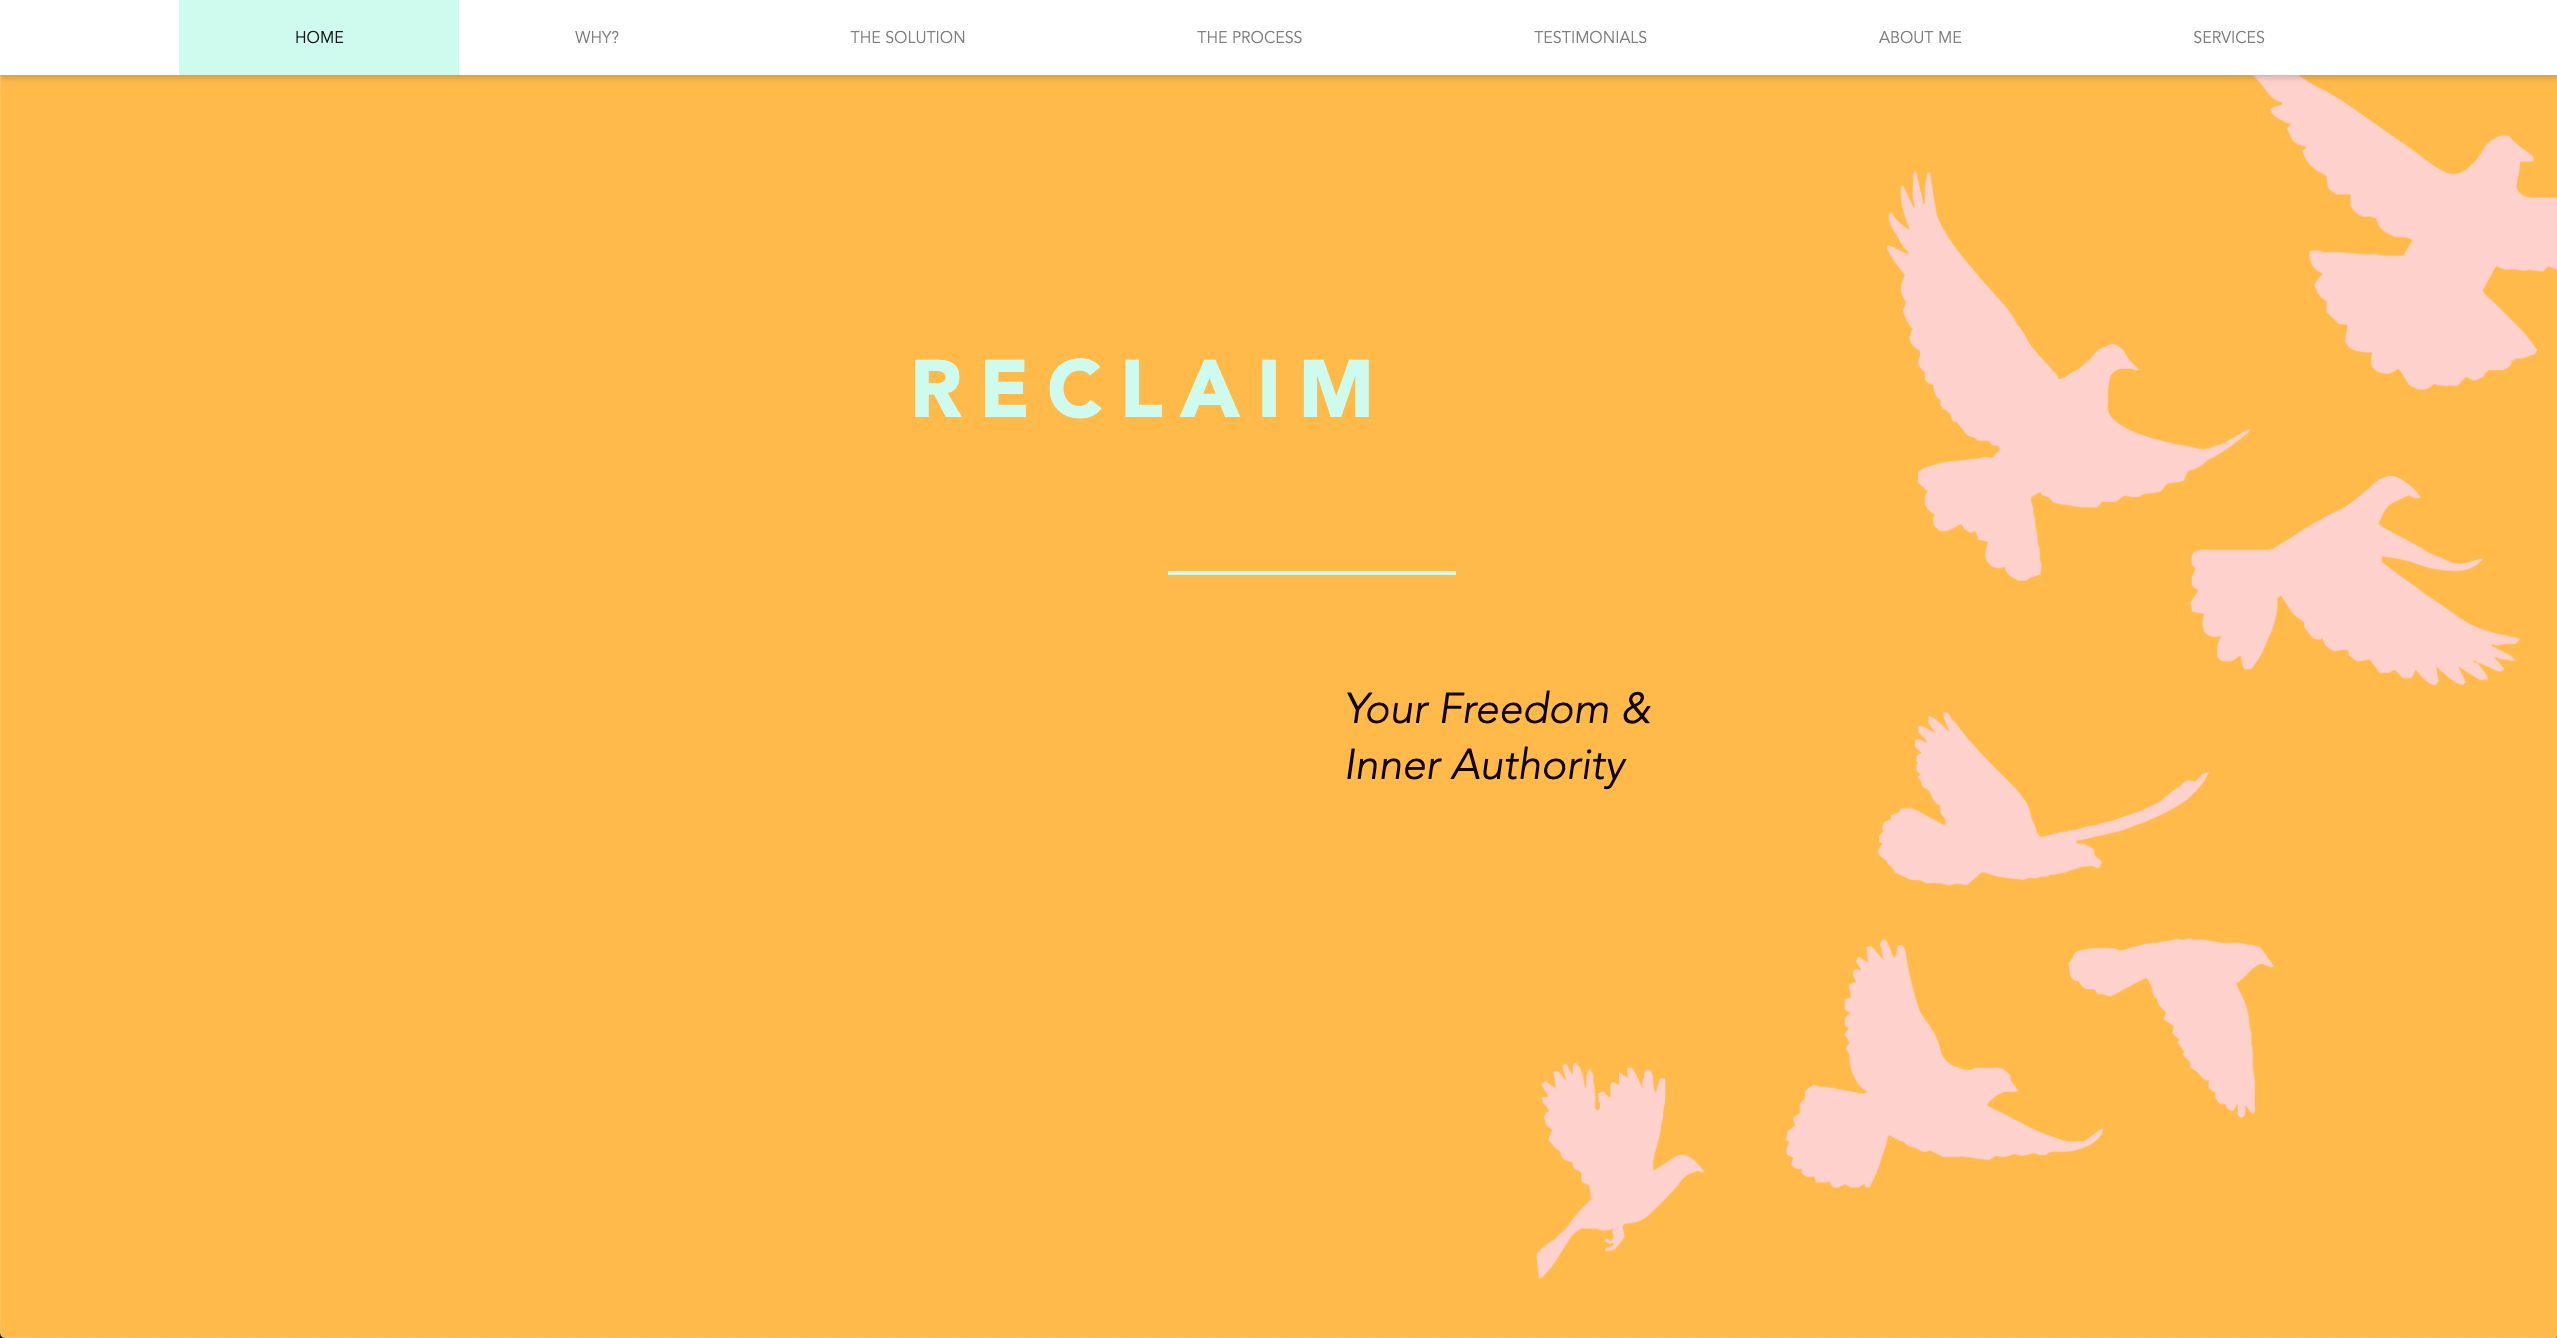 HOME WHY? THE SOLUTION THE PROCESS TESTIMONIALS ABOUT ME SERVICES
RECLAIM
Your Freedom &
Inner Authority